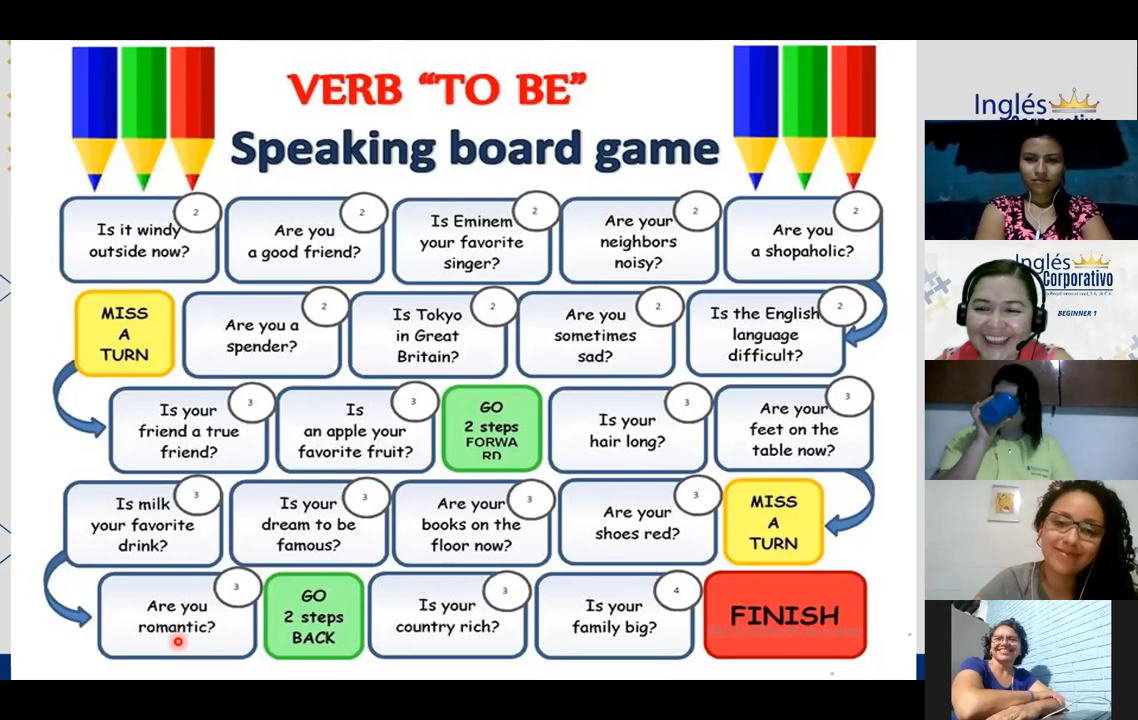 VERB “TO BE”
Speaking board game
2
Is it windy
outside now?
2
Are you
a good friend?
2
Is Eminem
your favorite
singer?
2
Are your
neighbors
noisy?
2
Are you
a shopaholic?
MISS
A
TURN
2
Are you a
spender?
2
Is Tokyo
in Great
Britain?
2
Are you
sometimes
sad?
2
Is the English
language
difficult?
3
Is your
friend a true
friend?
3
Is
an apple your
favorite fruit?
GO
2 steps
FORWA
RD
3
Is your
hair long?
3
Are your
feet on the
table now?
3
Is milk
your favorite
drink?
3
Is your
dream to be
famous?
3
Are your
books on the
floor now?
3
Are your
shoes red?
MISS
A
TURN
3
Are you
romantic?
GO
2 steps
BACK
3
Is your
country rich?
4
Is your
family big?
FINISH
Inglés
Corporativo
Inglés
Corporativo
BEGINNER 1